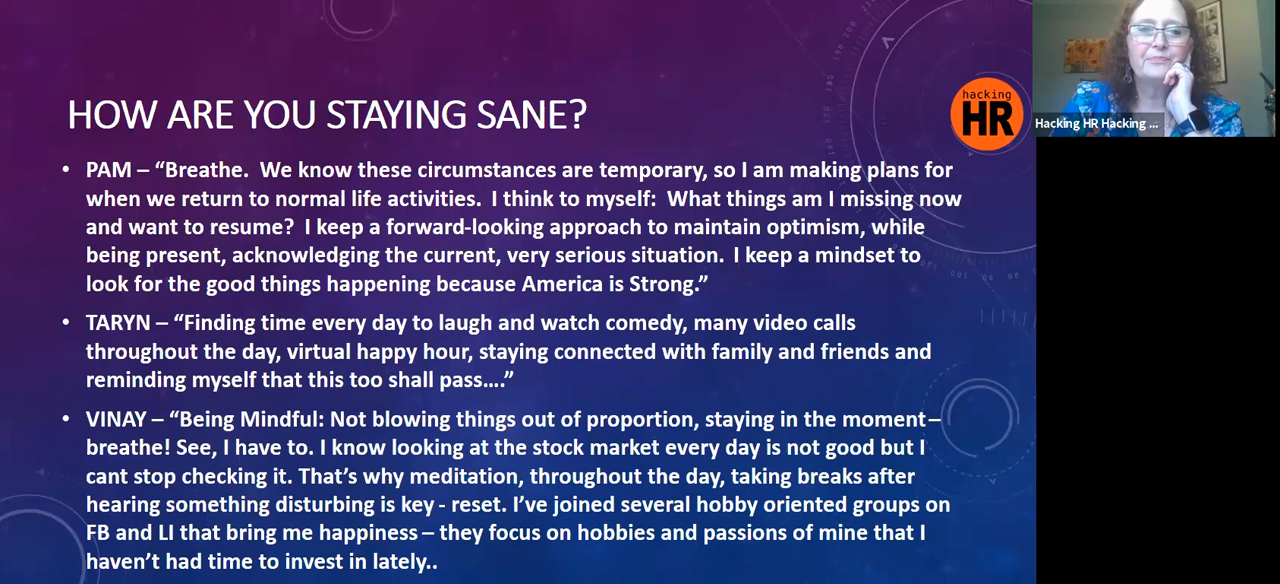 HOW ARE YOU STAYING SANE?
hacking
HR
Hacking HR Hacking ...
• PAM – “Breathe.  We know these circumstances are temporary, so I am making plans for
when we return to normal life activities.  I think to myself:  What things am I missing now
and want to resume?  I keep a forward-looking approach to maintain optimism, while
being present, acknowledging the current, very serious situation.  I keep a mindset to
look for the good things happening because America is Strong.”
• TARYN – “Finding time every day to laugh and watch comedy, many video calls
throughout the day, virtual happy hour, staying connected with family and friends and
reminding myself that this too shall pass….”
• VINAY – “Being Mindful: Not blowing things out of proportion, staying in the moment –
breathe! See, I have to. I know looking at the stock market every day is not good but I
cant stop checking it. That’s why meditation, throughout the day, taking breaks after
hearing something disturbing is key - reset. I’ve joined several hobby oriented groups on
FB and LI that bring me happiness – they focus on hobbies and passions of mine that I
haven’t had time to invest in lately..